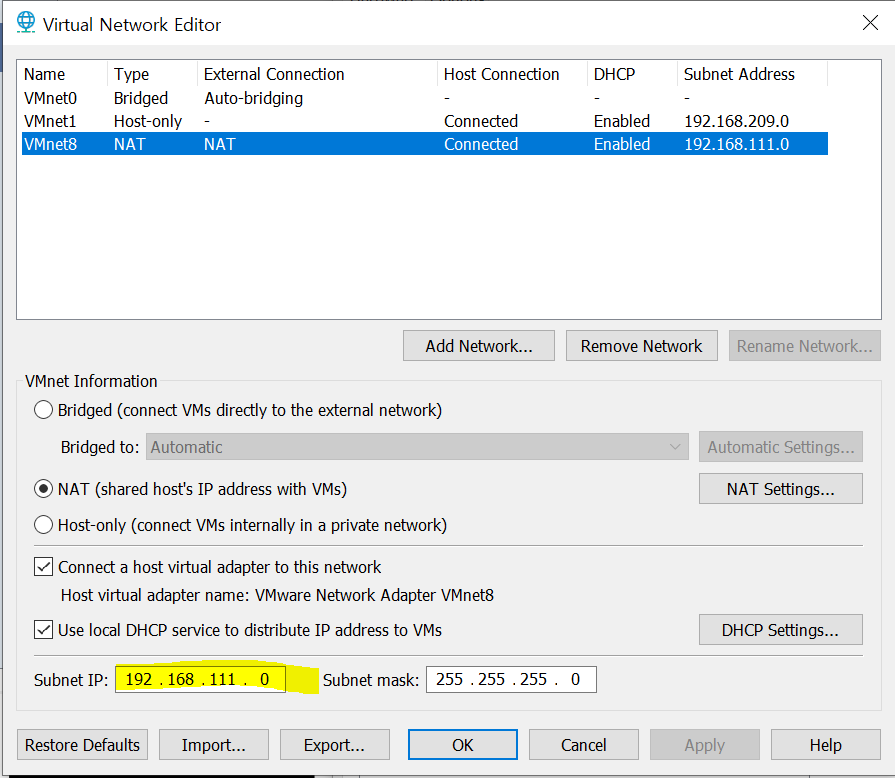 Virtual Network Editor
Name Type External Connection Host Connection DHCP Subnet Address
VMnet0 Bridged Auto-bridging - - -
VMnet1 Host-only - Connected Enabled 192.168.209.0
VMnet8 NAT NAT Connected Enabled 192.168.111.0
Add Network... Remove Network Rename Network...
VMnet Information
Bridged (connect VMs directly to the external network)
Bridged to: Automatic Automatic Settings...
NAT (shared host's IP address with VMs) NAT Settings...
Host-only (connect VMs internally in a private network)
Connect a host virtual adapter to this network
Host virtual adapter name: VMware Network Adapter VMnet8
Use local DHCP service to distribute IP address to VMs DHCP Settings...
Subnet IP: 192 . 168 . 111 . 0 Subnet mask: 255 . 255 . 255 . 0
Restore Defaults Import... Export... OK Cancel Apply Help